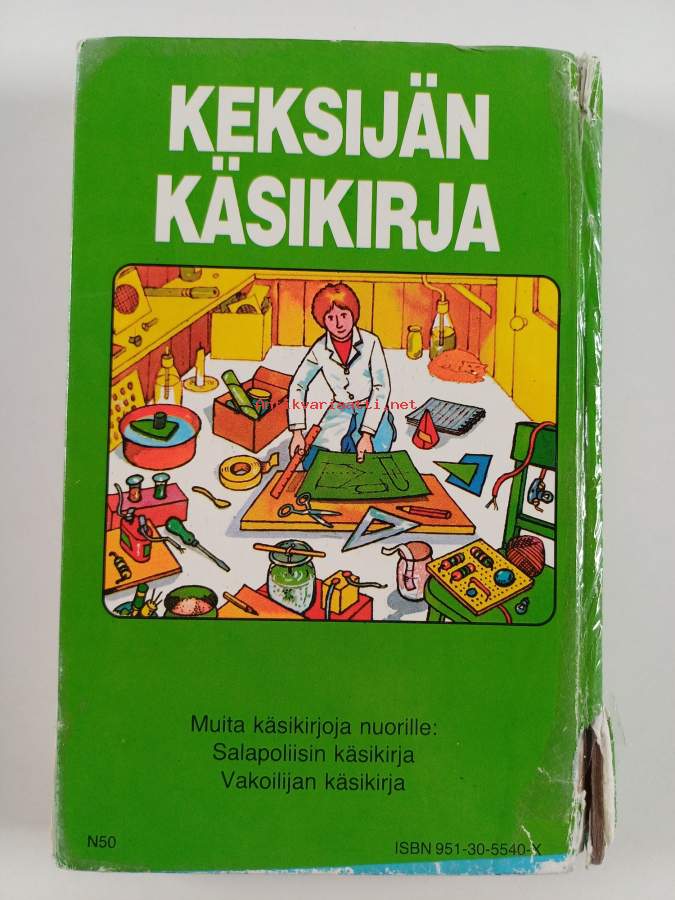 KEKSIJÄN
KÄSIKIRJA
Antikvariaatti.net
Muita käsikirjoja nuorille:
Salapoliisin käsikirja
Vakoilijan käsikirja
N50
ISBN 951-30-5540-X